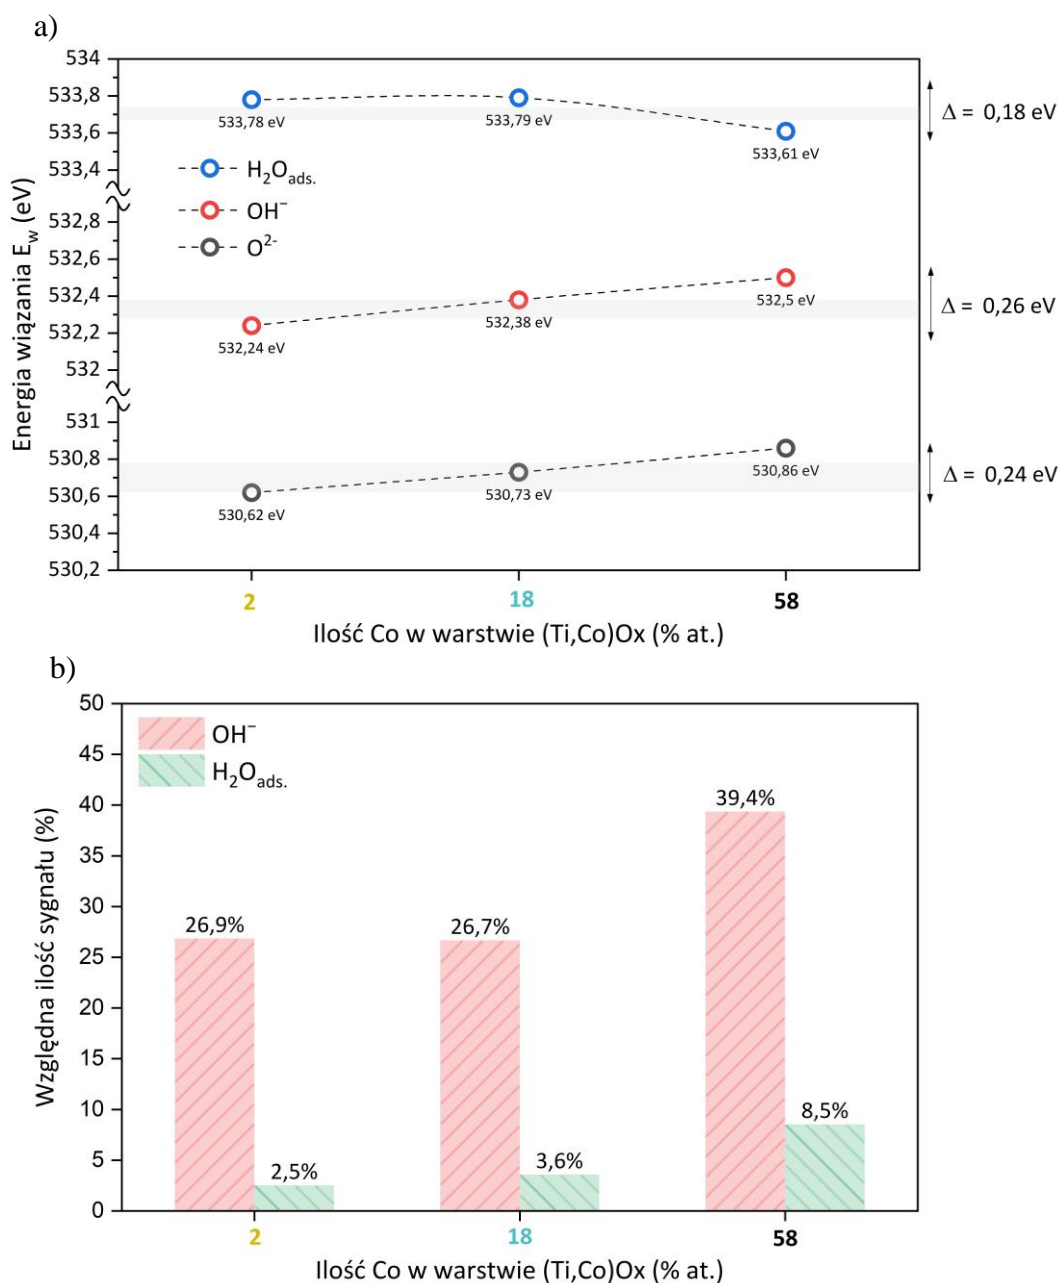 a)
534
533,8
533,6
533,4
532,8
532,6
532,4
532,2
532
531
530,8
530,6
530,4
530,2
Energia wiązania E_w (eV)
533,78 eV
533,79 eV
533,61 eV
Δ = 0,18 eV
H₂O_ads.
OH⁻
O²⁻
532,24 eV
532,38 eV
532,5 eV
Δ = 0,26 eV
530,62 eV
530,73 eV
530,86 eV
Δ = 0,24 eV
2
18
58
Ilość Co w warstwie (Ti,Co)Ox (% at.)
b)
50
45
40
35
30
25
20
15
10
5
0
Względna ilość sygnału (%)
OH⁻
H₂O_ads.
26,9%
2,5%
26,7%
3,6%
39,4%
8,5%
2
18
58
Ilość Co w warstwie (Ti,Co)Ox (% at.)